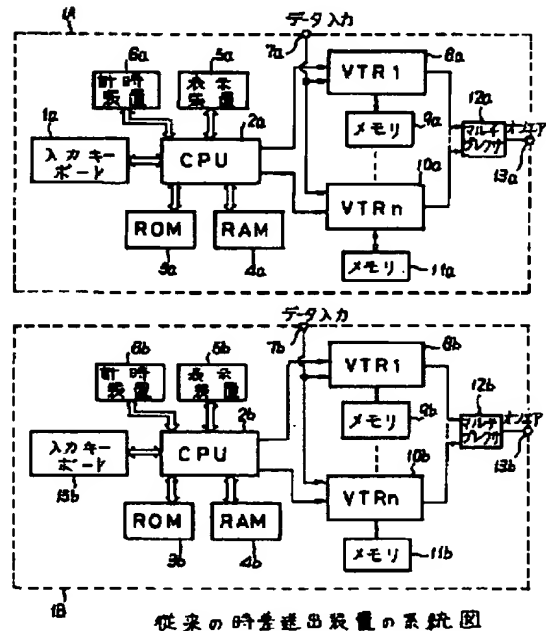 1A
データ入力
7a
6a
計時
装置
5a
表示
装置
8a
VTR1
1a
入力キー
ボード
2a
CPU
メモリ
9a
12a
マルチ
プレクサ
オンエア
13a
10a
VTRn
ROM
RAM
3a
4a
メモリ
11a
データ入力
7b
6b
計時
装置
5b
表示
装置
8b
VTR1
入力キー
ボード
15b
2b
CPU
メモリ
9b
12b
マルチ
プレクサ
オンエア
13b
10b
VTRn
ROM
RAM
3b
4b
メモリ
11b
1B
従来の時差送出装置の系統図